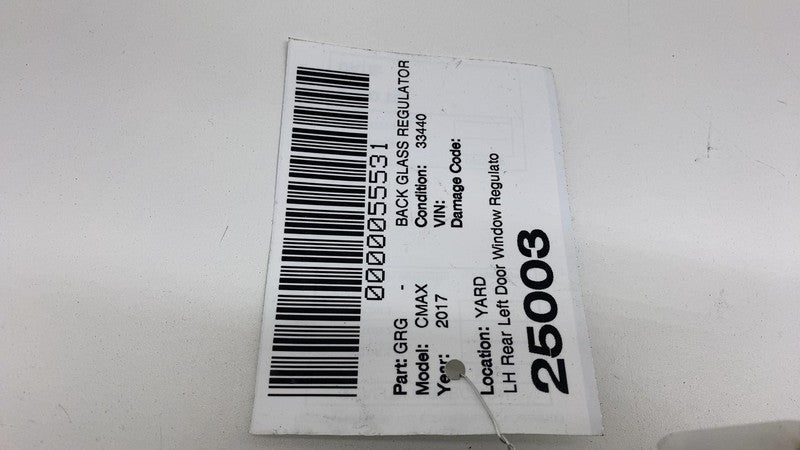 0000055531
Part: GRG - BACK GLASS REGULATOR
Model: CMAX Condition: 33440
Year: 2017 VIN:
Damage Code:
Location: YARD
LH Rear Left Door Window Regulato
25003